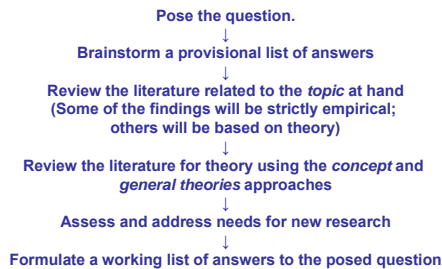 Pose the question.
↓
Brainstorm a provisional list of answers
↓
Review the literature related to the topic at hand
(Some of the findings will be strictly empirical;
others will be based on theory)
↓
Review the literature for theory using the concept and
general theories approaches
↓
Assess and address needs for new research
↓
Formulate a working list of answers to the posed question